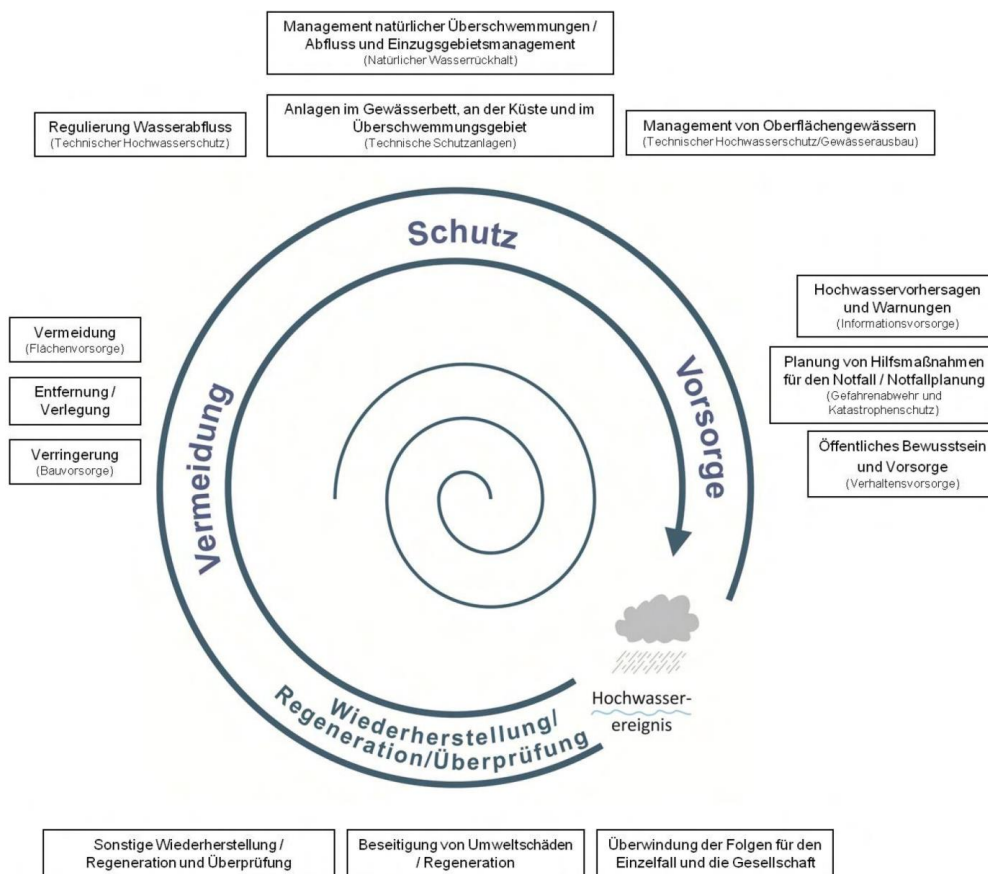 Management natürlicher Überschwemmungen /
Abfluss und Einzugsgebietsmanagement
(Natürlicher Wasserrückhalt)
Regulierung Wasserabfluss
(Technischer Hochwasserschutz)
Anlagen im Gewässerbett, an der Küste und im
Überschwemmungsgebiet
(Technische Schutzanlagen)
Management von Oberflächengewässern
(Technischer Hochwasserschutz/Gewässerausbau)
Schutz
Vorsorge
Hochwasservorhersagen
und Warnungen
(Informationsvorsorge)
Planung von Hilfsmaßnahmen
für den Notfall / Notfallplanung
(Gefahrenabwehr und
Katastrophenschutz)
Öffentliches Bewusstsein
und Vorsorge
(Verhaltensvorsorge)
Vermeidung
(Flächenvorsorge)
Entfernung /
Verlegung
Verringerung
(Bauvorsorge)
Vermeidung
Hochwasser-
ereignis
Wiederherstellung/
Regeneration/Überprüfung
Sonstige Wiederherstellung /
Regeneration und Überprüfung
Beseitigung von Umweltschäden
/ Regeneration
Überwindung der Folgen für den
Einzelfall und die Gesellschaft